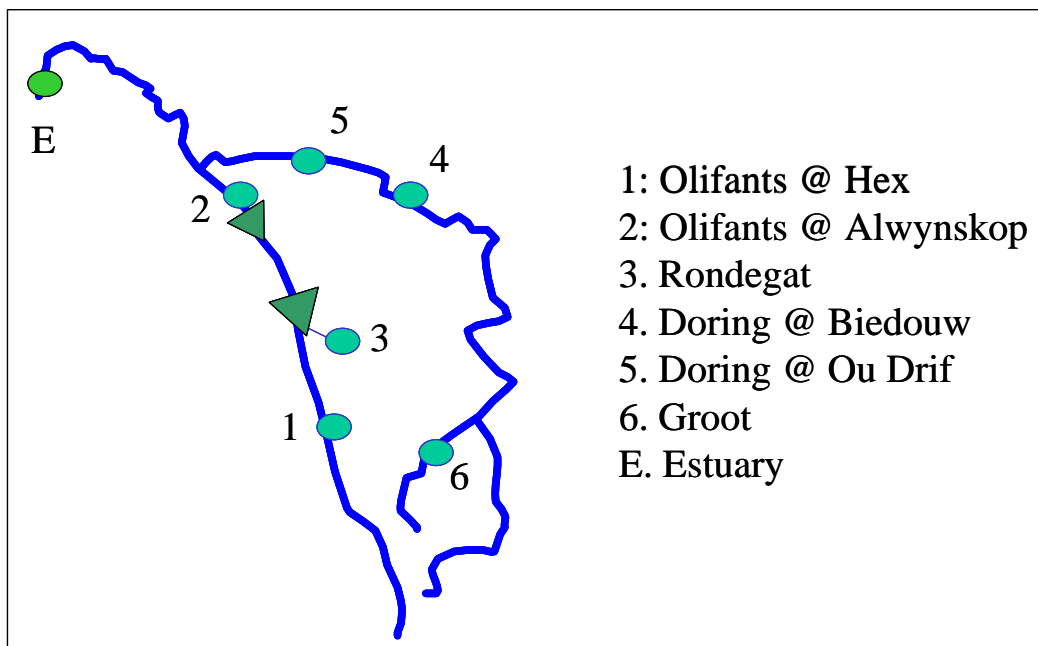 E
5
4
2
3
1
6
1: Olifants @ Hex
2: Olifants @ Alwynskop
3. Rondegat
4. Doring @ Biedouw
5. Doring @ Ou Drif
6. Groot
E. Estuary